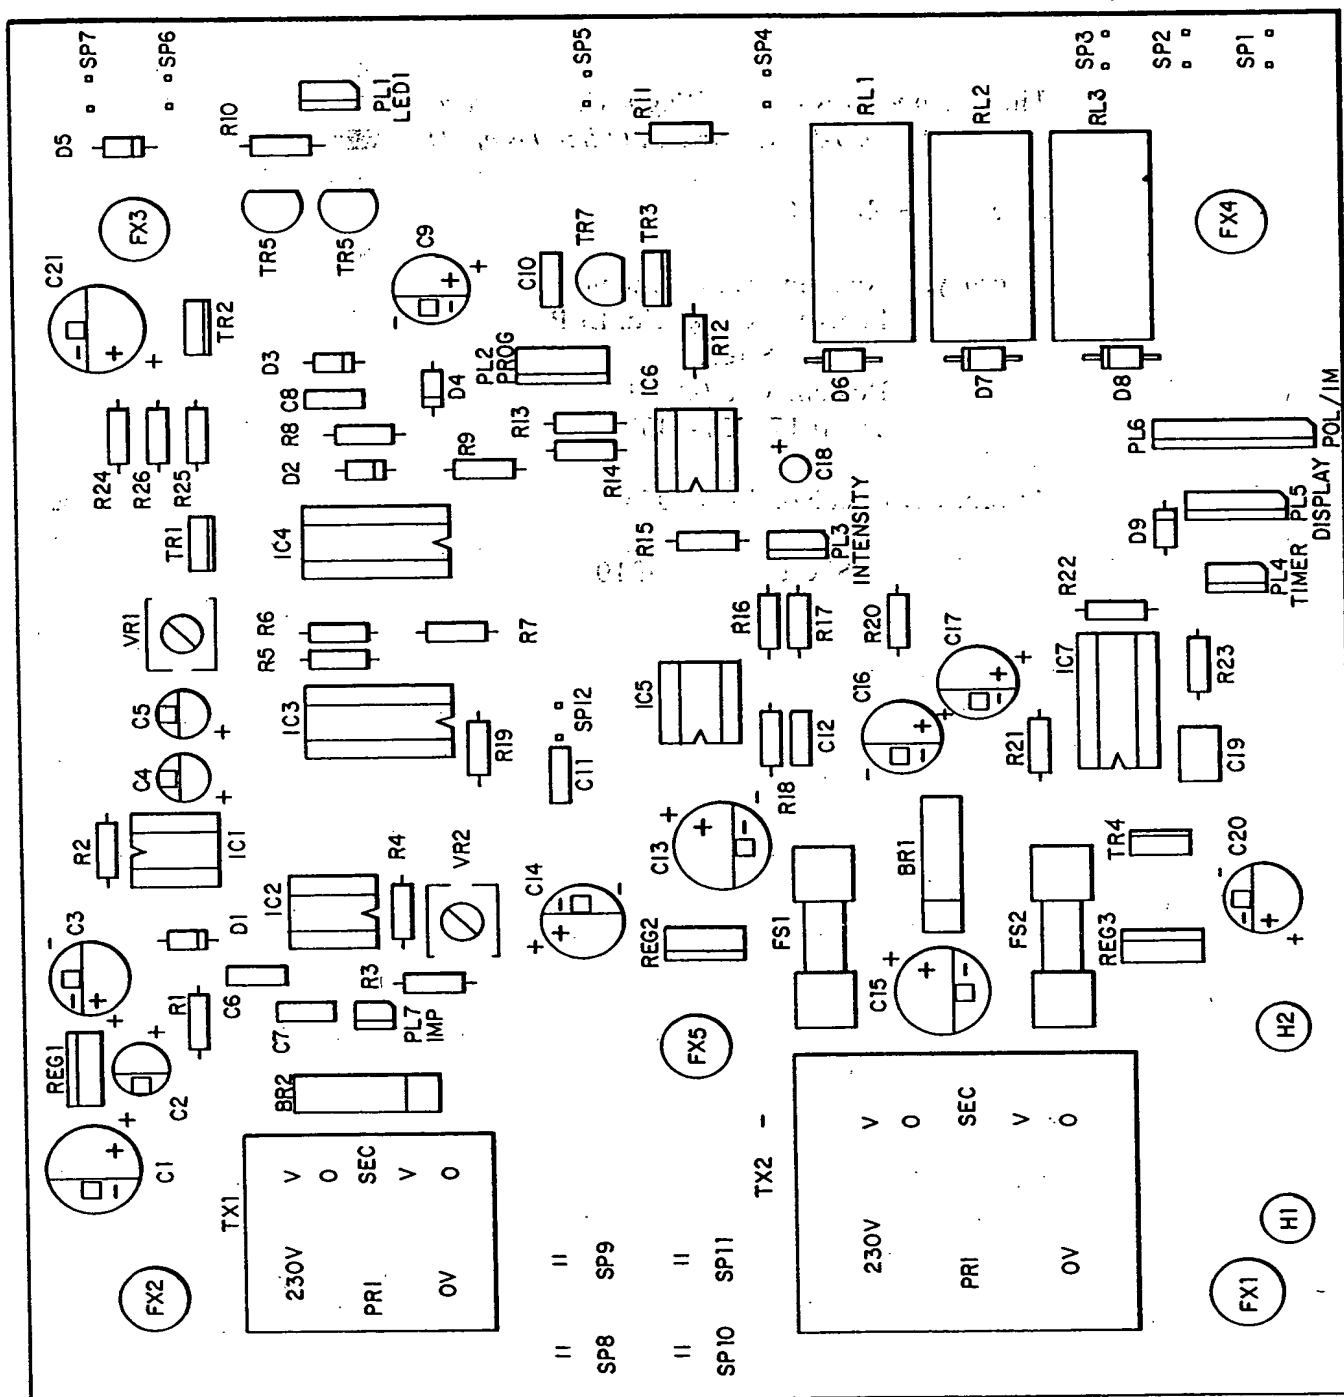 REG1
C3
R2
C21
D5
SP7
R24
C4
C5
VR1
R26
FX3
FX2
C1
C2
R1
TR1
R25
SP6
TX1
C6
D1
IC1
TR2
R10
C7
BR2
IC2
R5
R6
IC4
D2
R8
C8
D3
TR5
230V
V
O
IC3
TR5
PRI
SEC
R3
R4
PL1
LED1
OV
V
O
PL7
IMP
VR2
R19
R7
R9
D4
C9
C14
C11
SP12
R13
PL2
PROG
C10
SP5
SP8
SP9
R14
TR7
REG2
C13
IC5
R15
IC6
TR3
R11
FX5
SP10
SP11
R18
R16
R12
TX2
FS1
C12
R17
C18
SP4
PL3
INTENSITY
D6
RL1
230V
V
O
C15
BR1
C16
R20
C17
PRI
SEC
D7
RL2
V
O
FS2
R21
IC7
R22
OV
REG3
TR4
D8
RL3
SP3
D9
PL6
POL/IM
SP2
C19
R23
PL4
TIMER
PL5
DISPLAY
FX1
H1
H2
C20
FX4
SP1